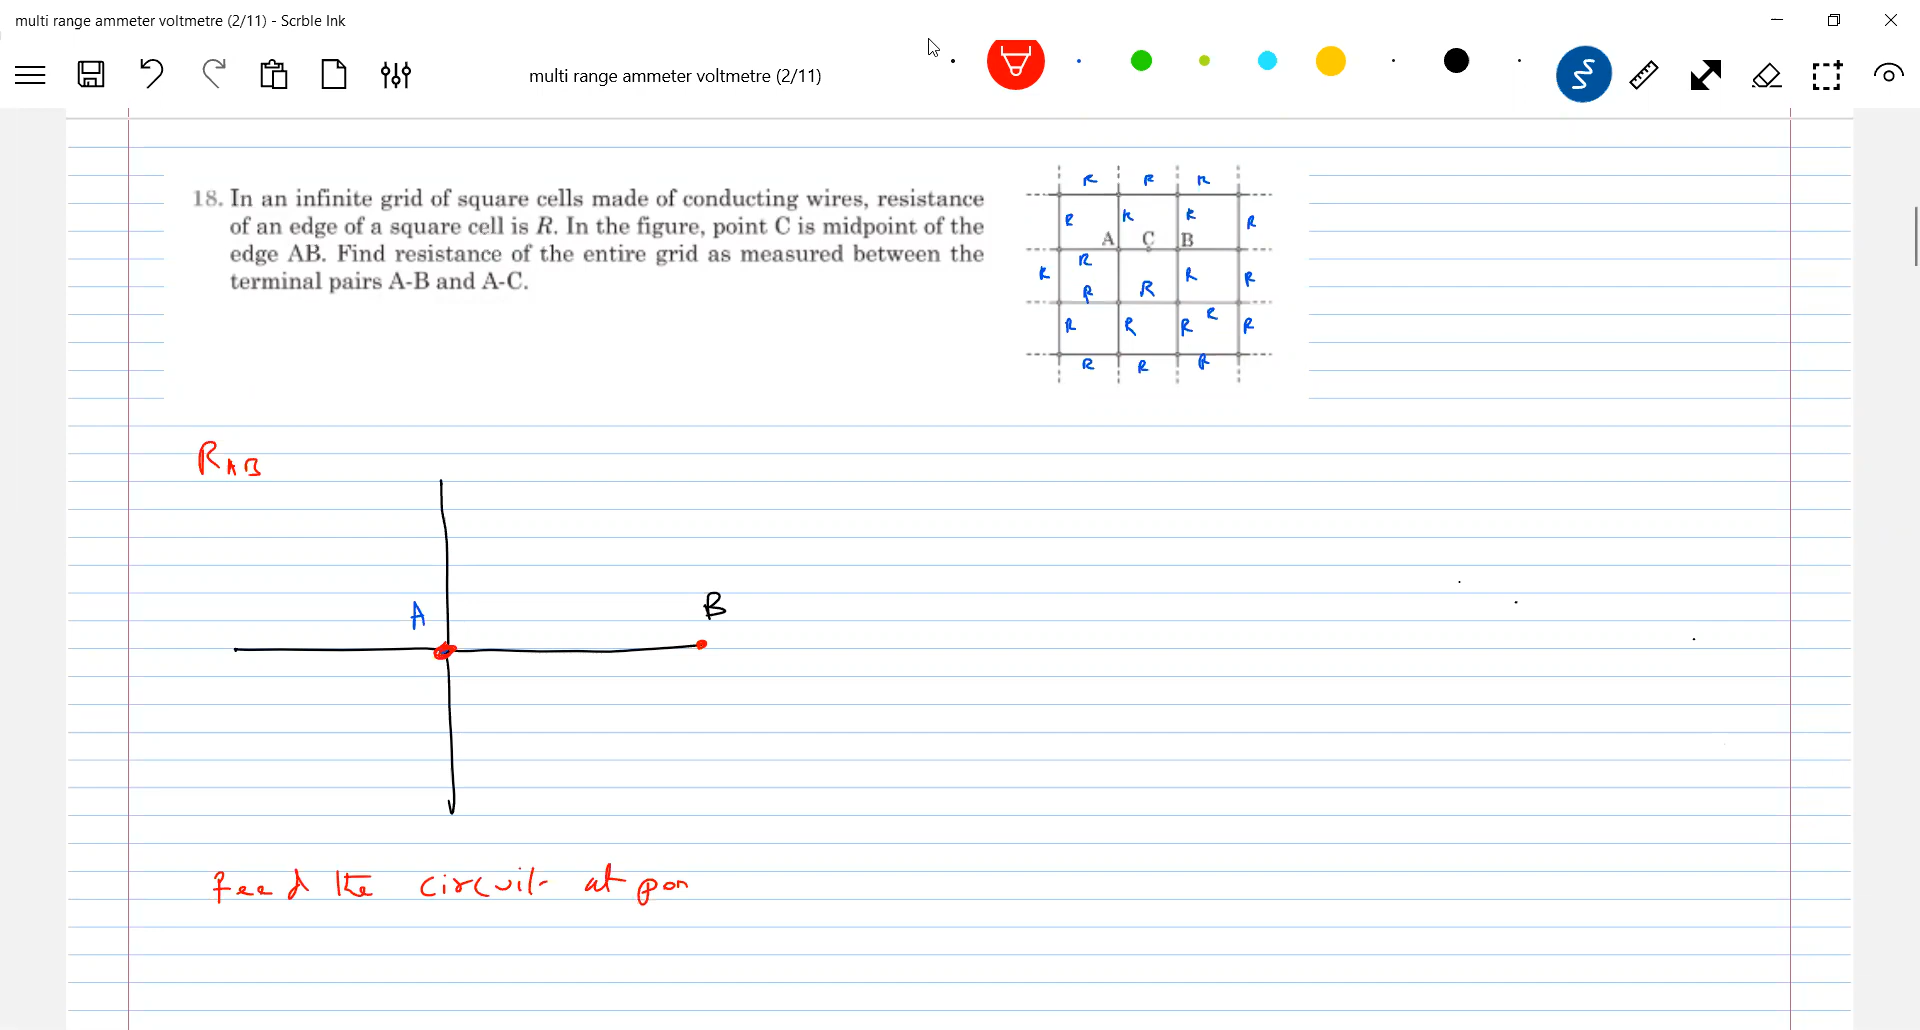 multi range ammeter voltmetre (2/11) - Scrble Ink
multi range ammeter voltmetre (2/11)
18. In an infinite grid of square cells made of conducting wires, resistance
of an edge of a square cell is R. In the figure, point C is midpoint of the
edge AB. Find resistance of the entire grid as measured between the
terminal pairs A-B and A-C.
R R R
R R R R
A C B
R
R R R
R R R
R
R R R R
R R R
RAB
A
B
feed the circuit at pon